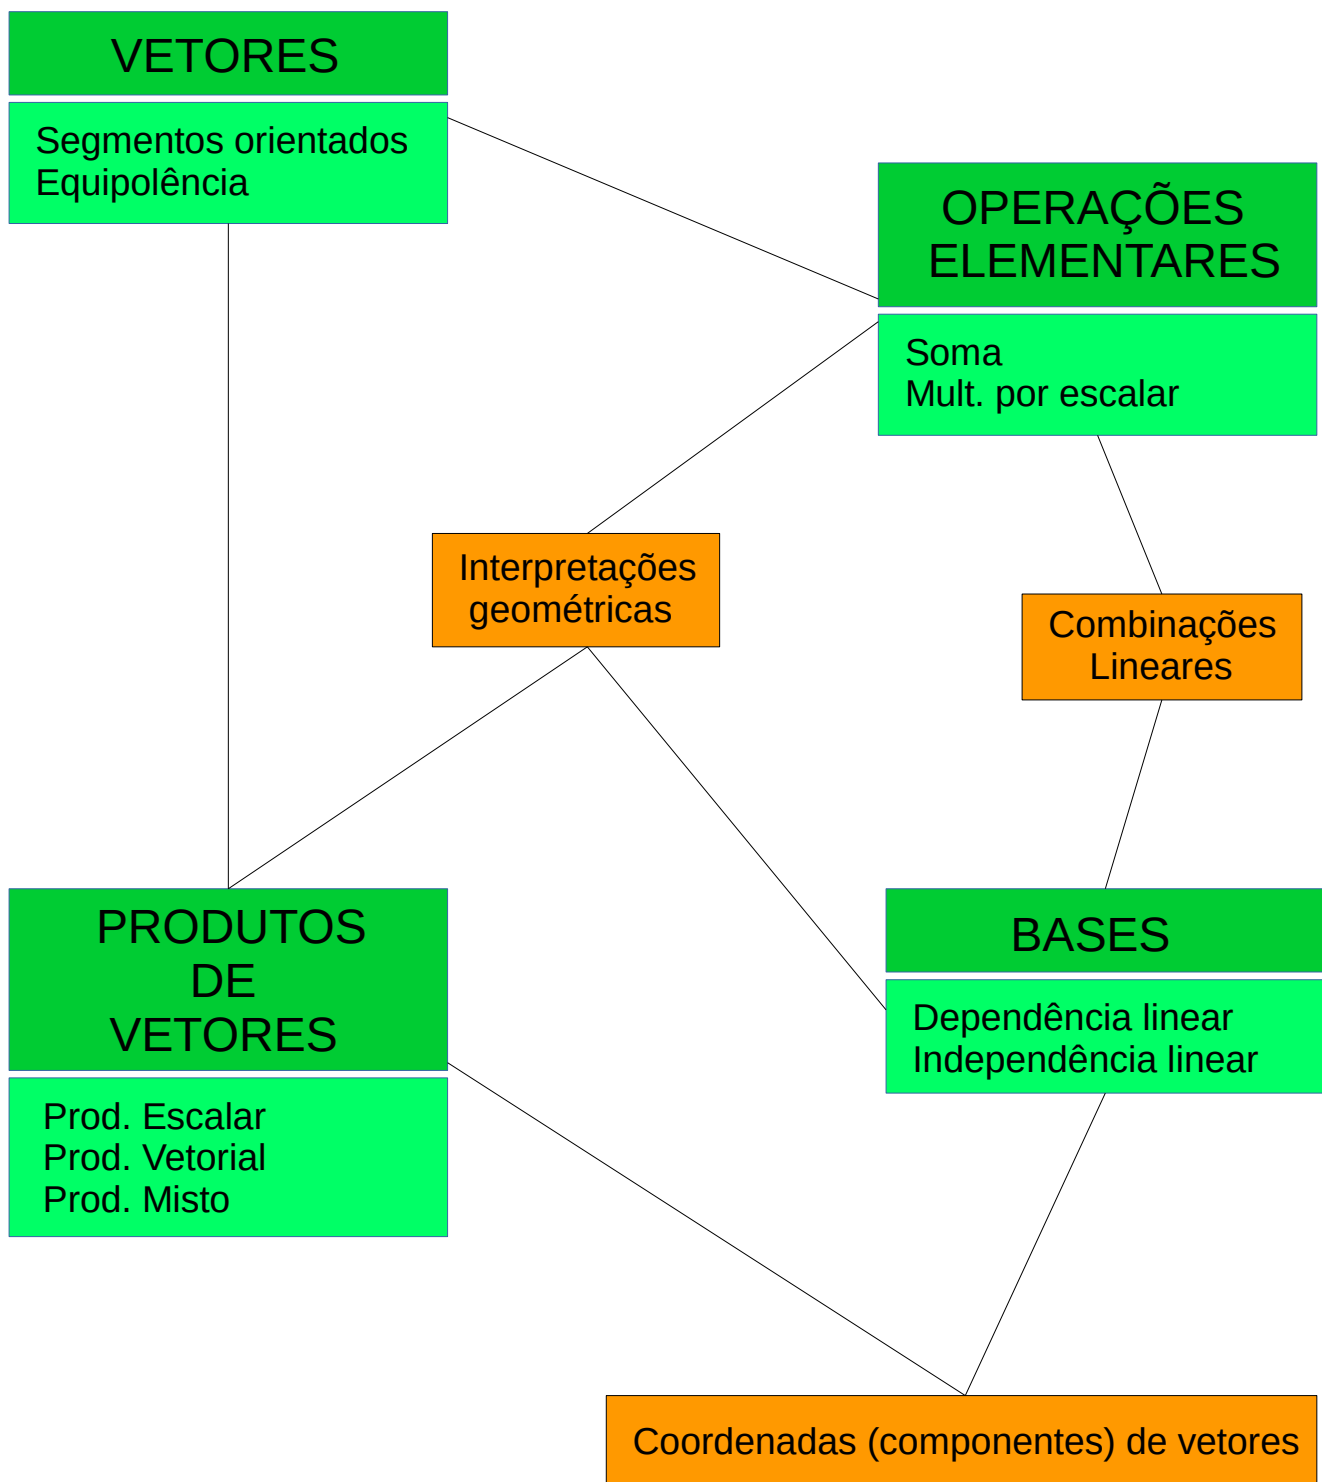 VETORES
Segmentos orientados
Equipolência
OPERAÇÕES
ELEMENTARES
Soma
Mult. por escalar
Interpretações
geométricas
Combinações
Lineares
PRODUTOS
DE
VETORES
Prod. Escalar
Prod. Vetorial
Prod. Misto
BASES
Dependência linear
Independência linear
Coordenadas (componentes) de vetores